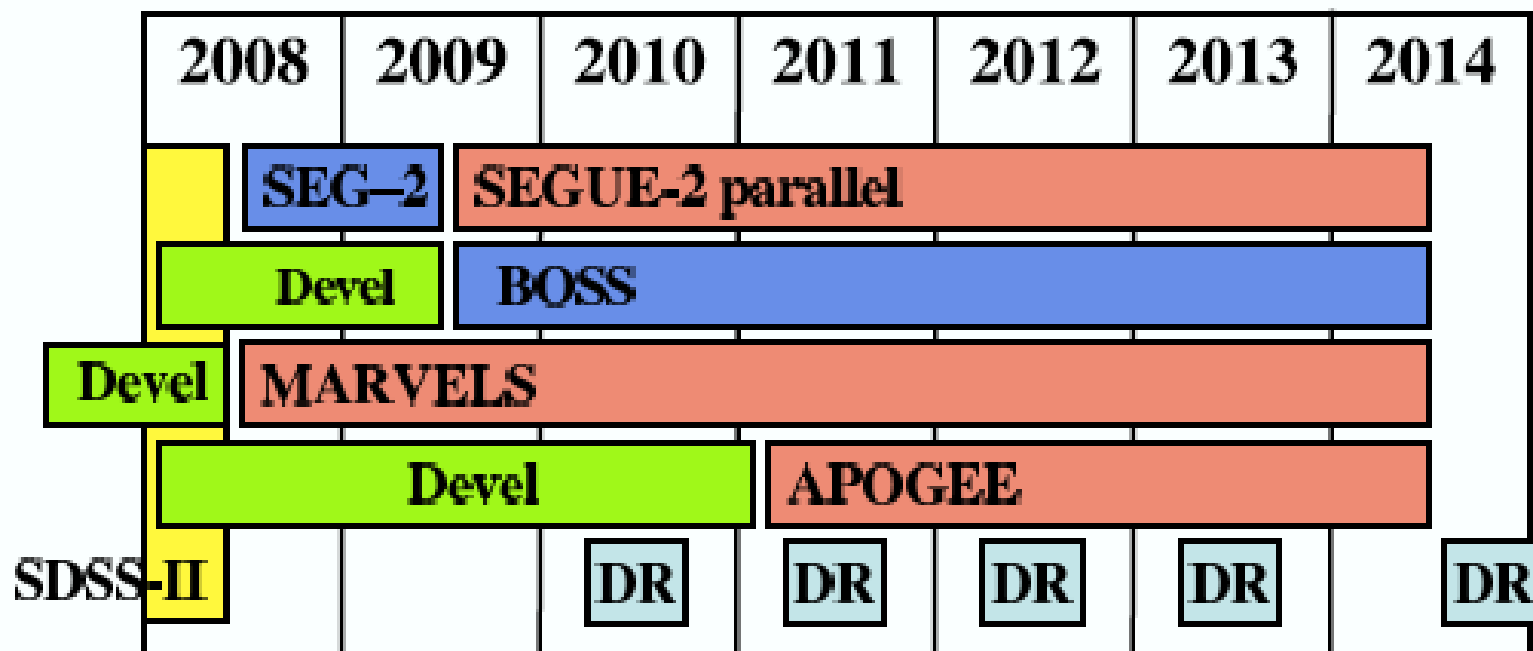 2008 2009 2010 2011 2012 2013 2014
SEG–2 SEGUE-2 parallel
Devel BOSS
Devel MARVELS
Devel APOGEE
SDSS-II DR DR DR DR DR